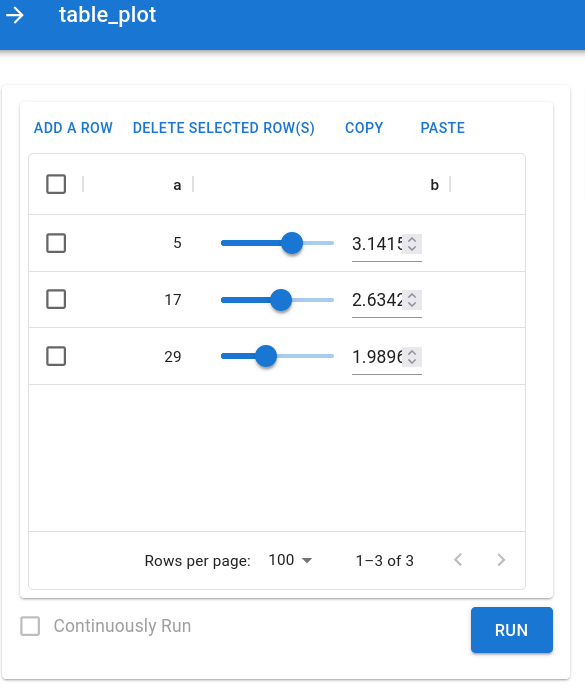 table_plot
ADD A ROW DELETE SELECTED ROW(S) COPY PASTE
a b
5 3.1415
17 2.6342
29 1.9896
Rows per page: 100 1–3 of 3
Continuously Run
RUN